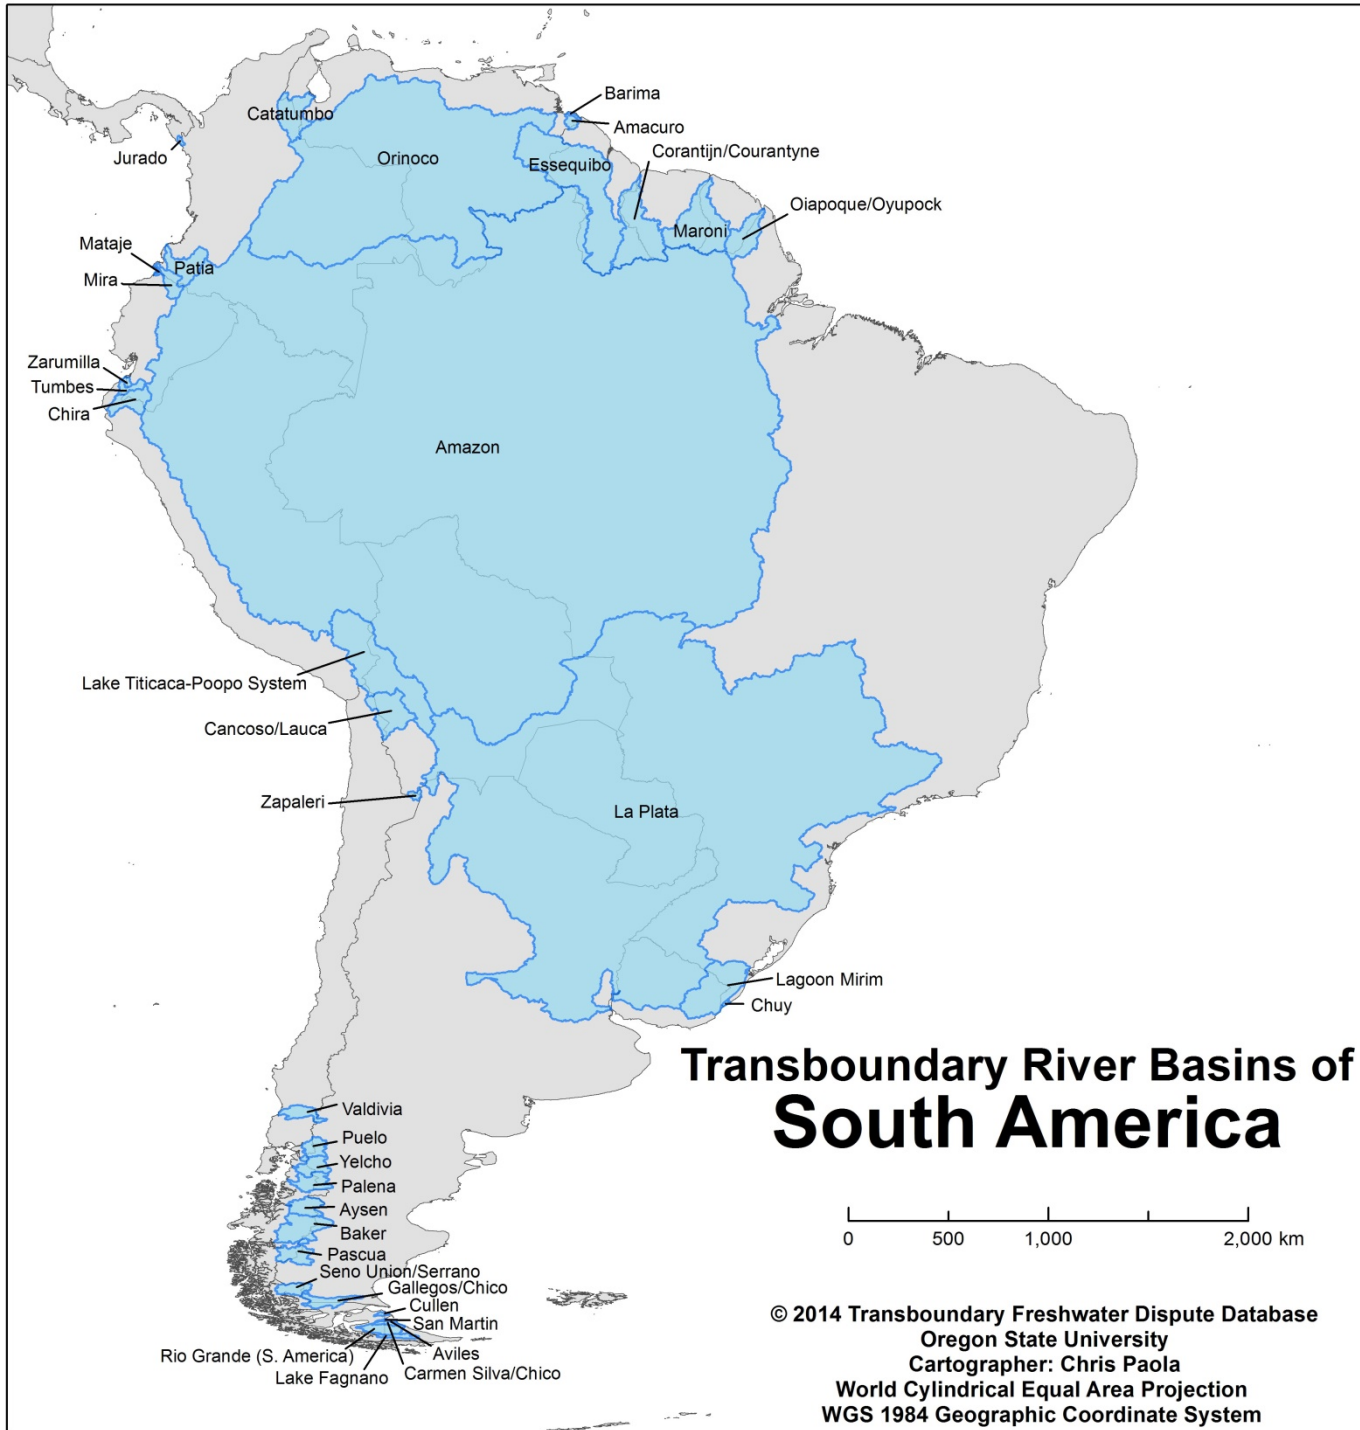 Barima
Catatumbo
Amacuro
Jurado
Orinoco
Essequibo
Corantijn/Courantyne
Oiapoque/Oyupock
Maroni
Mataje
Patia
Mira
Zarumilla
Tumbes
Chira
Amazon
Lake Titicaca-Poopo System
Cancoso/Lauca
Zapaleri
La Plata
Lagoon Mirim
Chuy
Transboundary River Basins of
South America
Valdivia
Puelo
Yelcho
Palena
Aysen
Baker
Pascua
Seno Union/Serrano
Gallegos/Chico
Cullen
San Martin
Aviles
Rio Grande (S. America)
Carmen Silva/Chico
Lake Fagnano
0 500 1,000 2,000 km
© 2014 Transboundary Freshwater Dispute Database
Oregon State University
Cartographer: Chris Paola
World Cylindrical Equal Area Projection
WGS 1984 Geographic Coordinate System